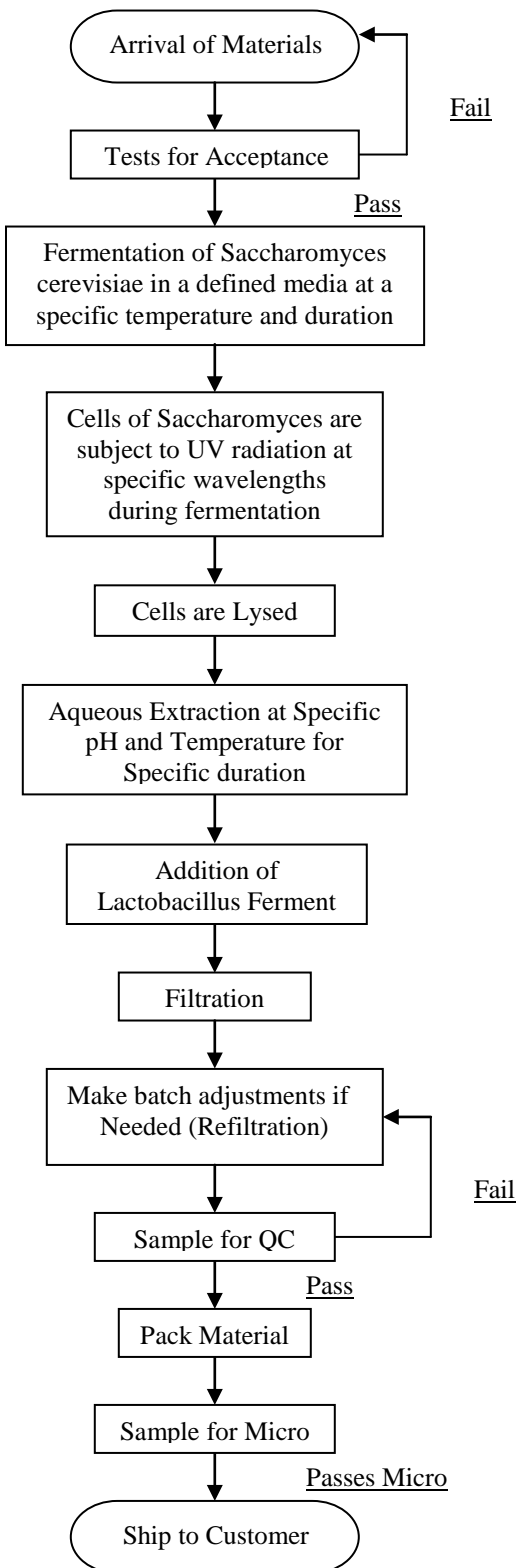 Arrival of Materials
Fail
Tests for Acceptance
Pass
Fermentation of Saccharomyces
cerevisiae in a defined media at a
specific temperature and duration
Cells of Saccharomyces are
subject to UV radiation at
specific wavelengths
during fermentation
Cells are Lysed
Aqueous Extraction at Specific
pH and Temperature for
Specific duration
Addition of
Lactobacillus Ferment
Filtration
Make batch adjustments if
Needed (Refiltration)
Fail
Sample for QC
Pass
Pack Material
Sample for Micro
Passes Micro
Ship to Customer